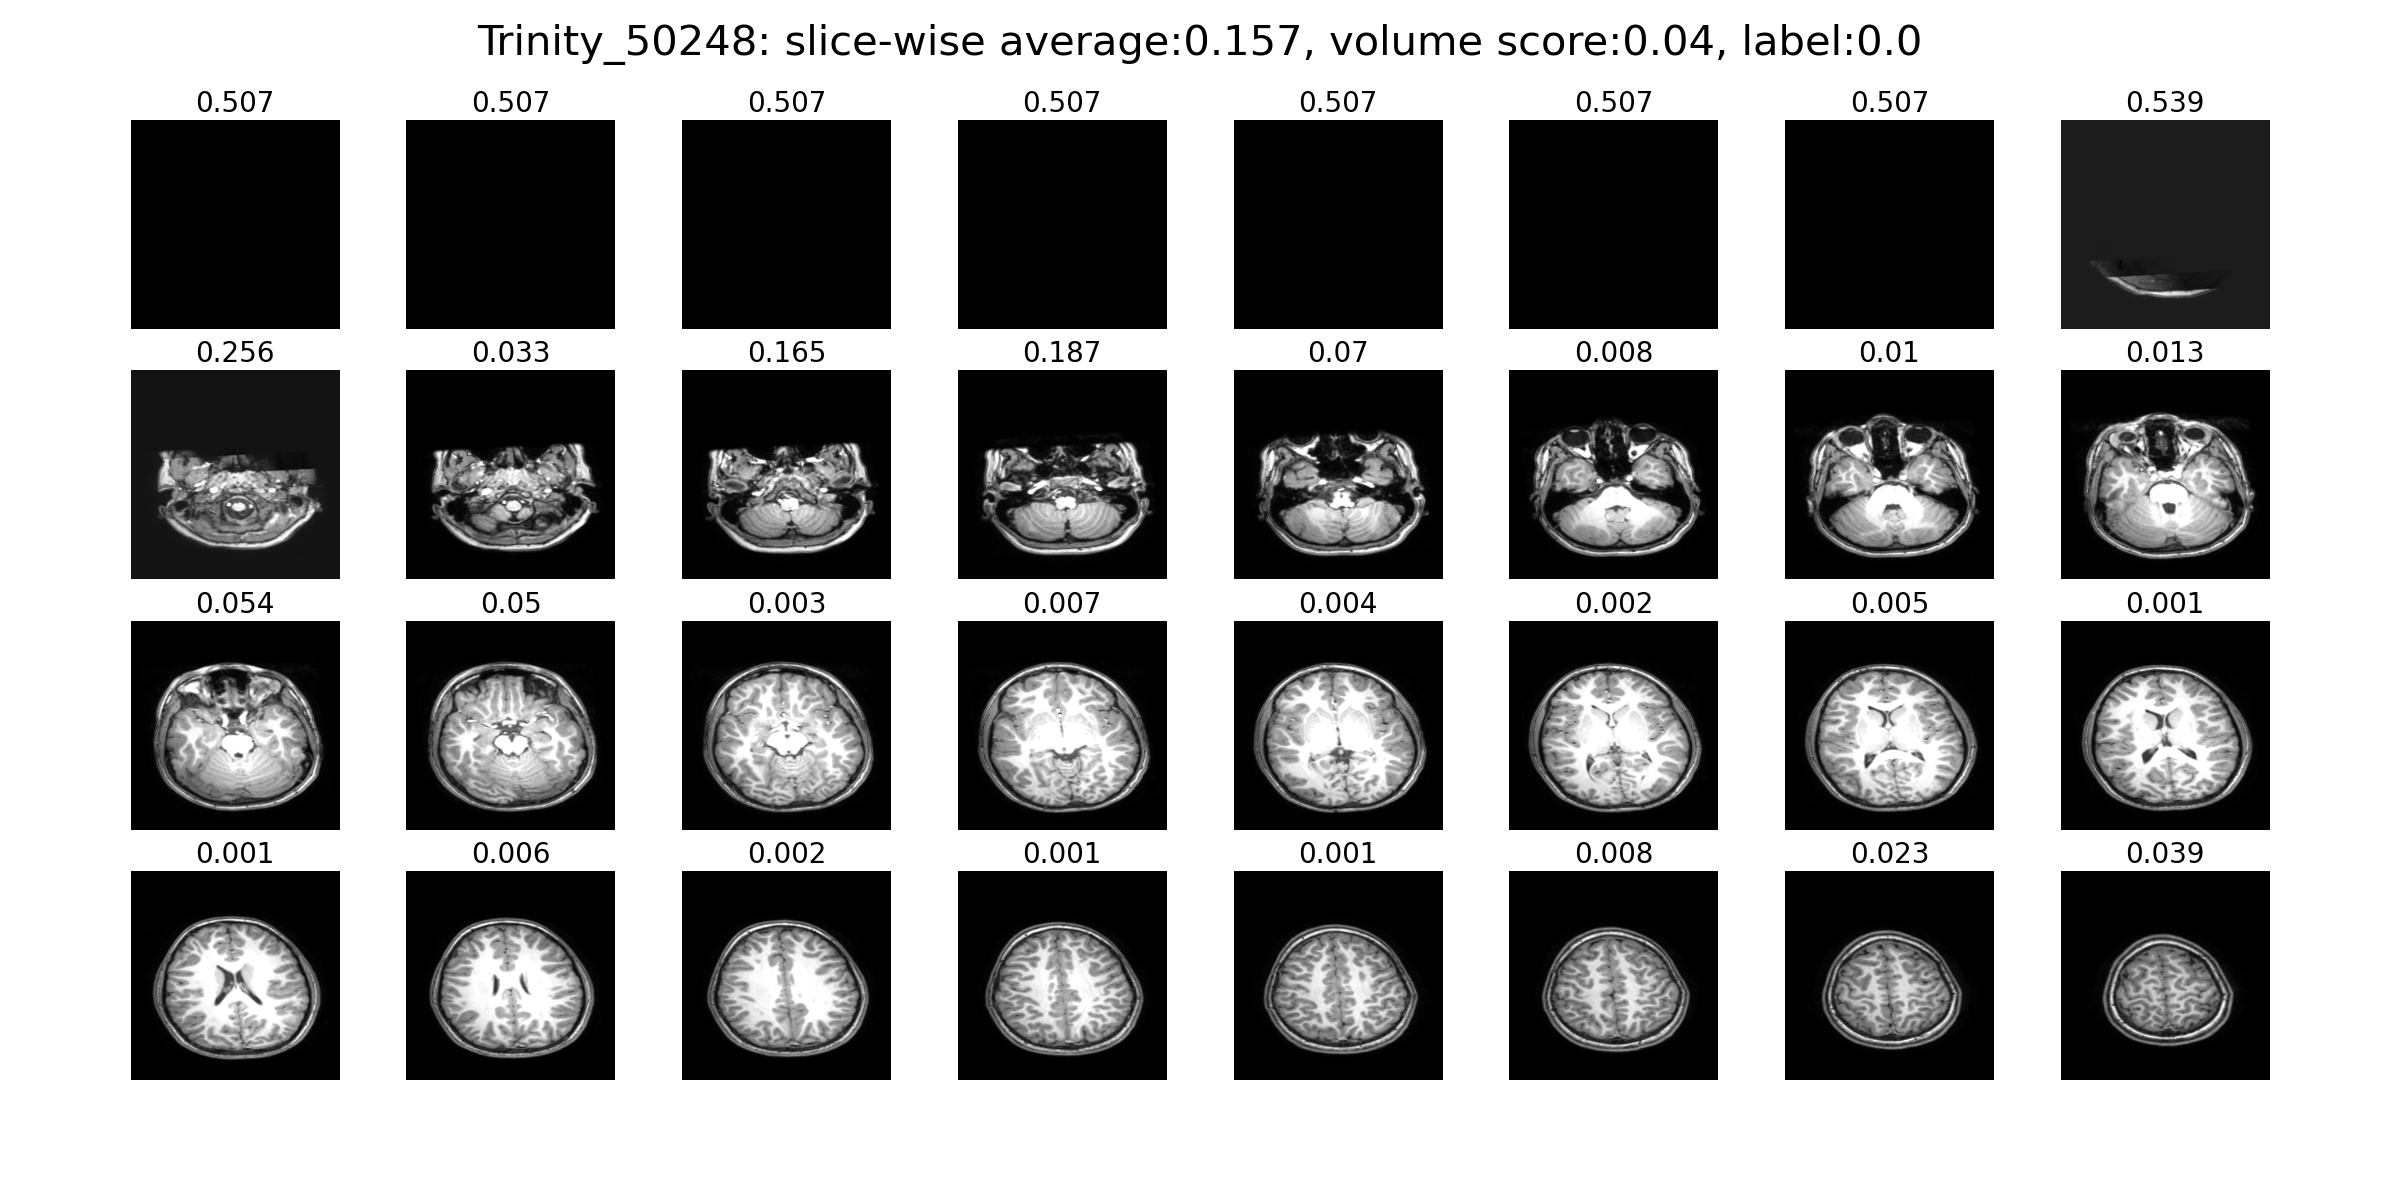 Trinity_50248: slice-wise average:0.157, volume score:0.04, label:0.0
0.507 0.507 0.507 0.507 0.507 0.507 0.507 0.539
0.256 0.033 0.165 0.187 0.07 0.008 0.01 0.013
0.054 0.05 0.003 0.007 0.004 0.002 0.005 0.001
0.001 0.006 0.002 0.001 0.001 0.008 0.023 0.039